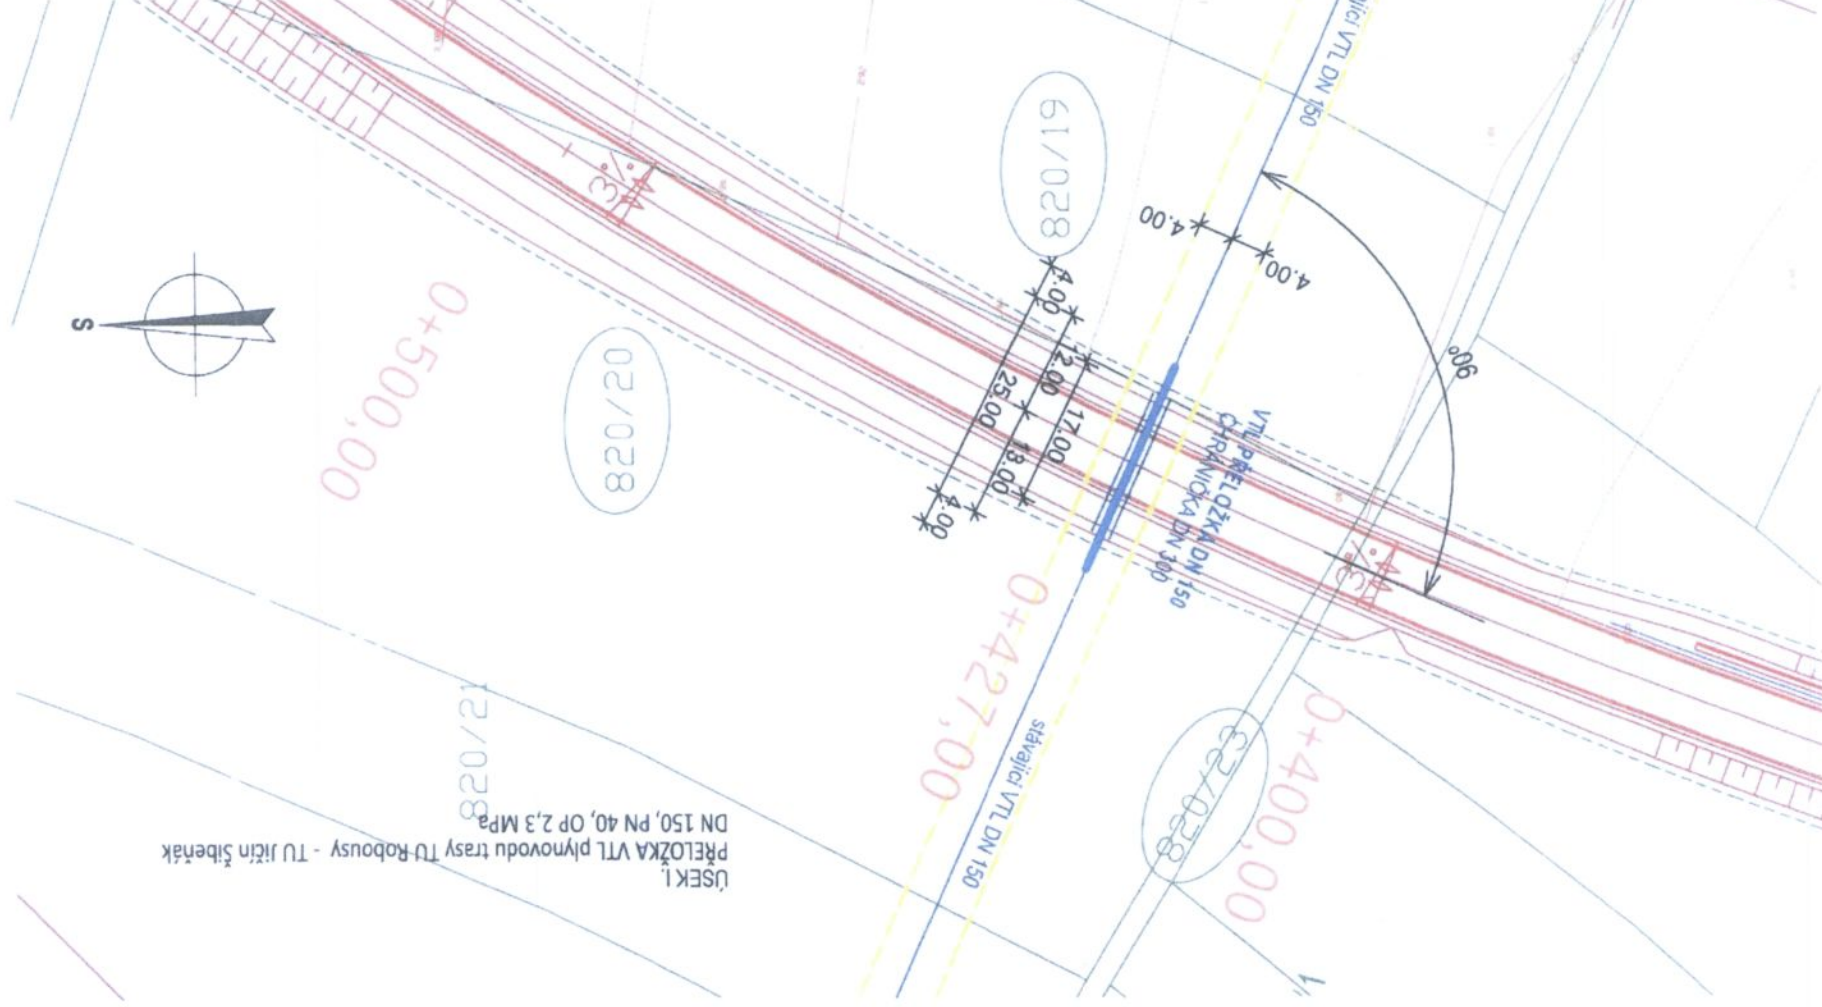 ÚSEK I.
PŘELOŽKA VTL plynovodu trasy TU Robousy - TU Jičín Šibeňák
DN 150, PN 40, OP 2,3 MPa
820/21
820/23
820/20
820/19
0+400,00
0+427,00
0+500,00
stávající VTL DN 150
VTL PŘELOŽKA DN 150
CHRÁNIČKA DN 300
VTL DN 150
90°
4.00
4.00
4.00
4.00
12.00
13.00
25.00
17.00
3%
3%
S